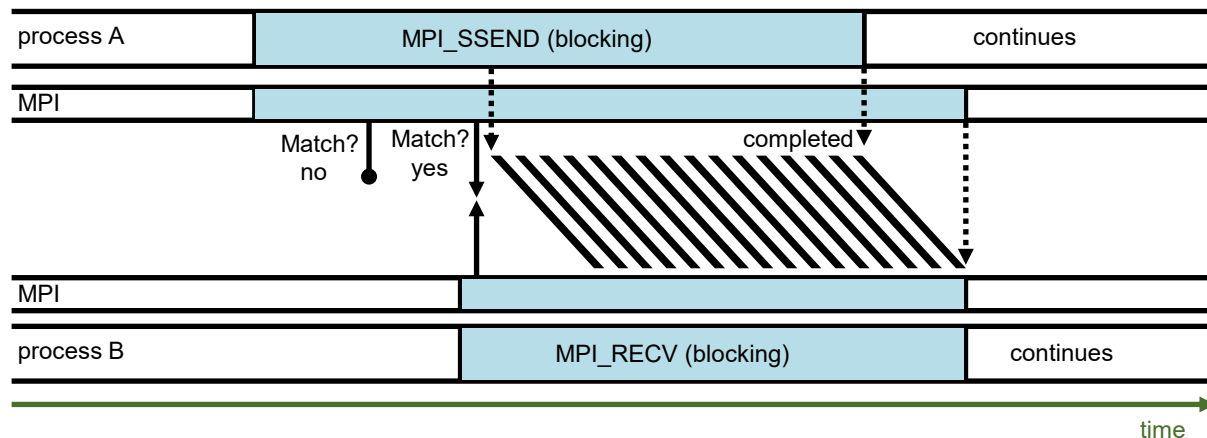 process A
MPI_SSEND (blocking)
continues
MPI
Match?
no
Match?
yes
completed
MPI
process B
MPI_RECV (blocking)
continues
time